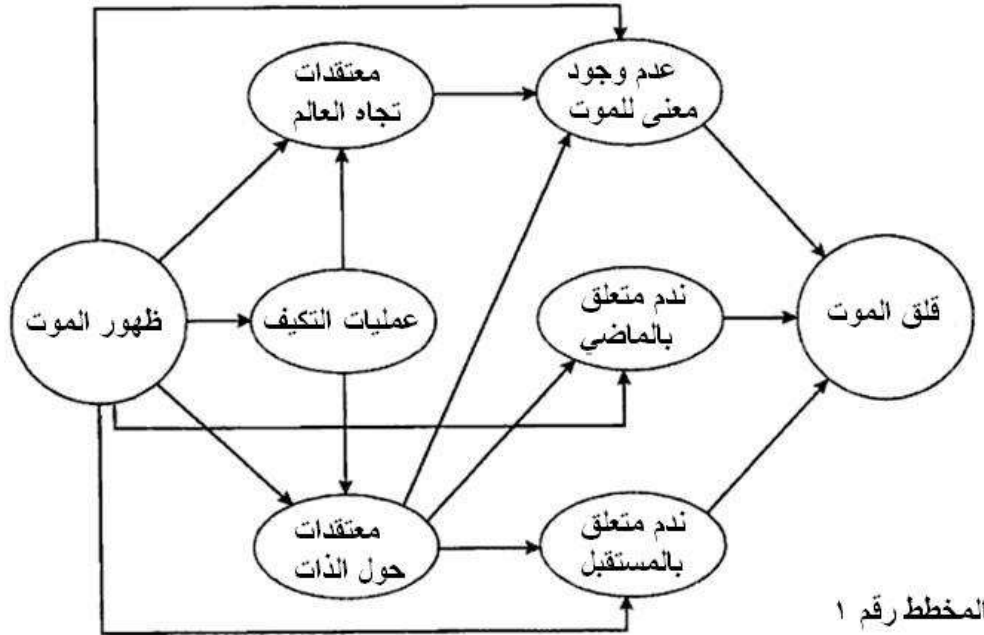 عدم وجود
معنى للموت
معتقدات
تجاه العالم
قلق الموت
ندم متعلق
بالماضي
عمليات التكيف
ظهور الموت
ندم متعلق
بالمستقبل
معتقدات
حول الذات
المخطط رقم ١